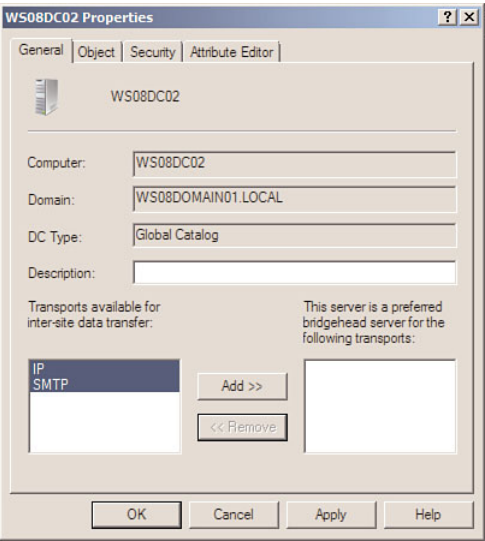 WS08DC02 Properties
? X
General Object Security Attribute Editor
WS08DC02
Computer: WS08DC02
Domain: WS08DOMAIN01.LOCAL
DC Type: Global Catalog
Description:
Transports available for
inter-site data transfer:
This server is a preferred
bridgehead server for the
following transports:
IP
SMTP
Add >>
<< Remove
OK Cancel Apply Help